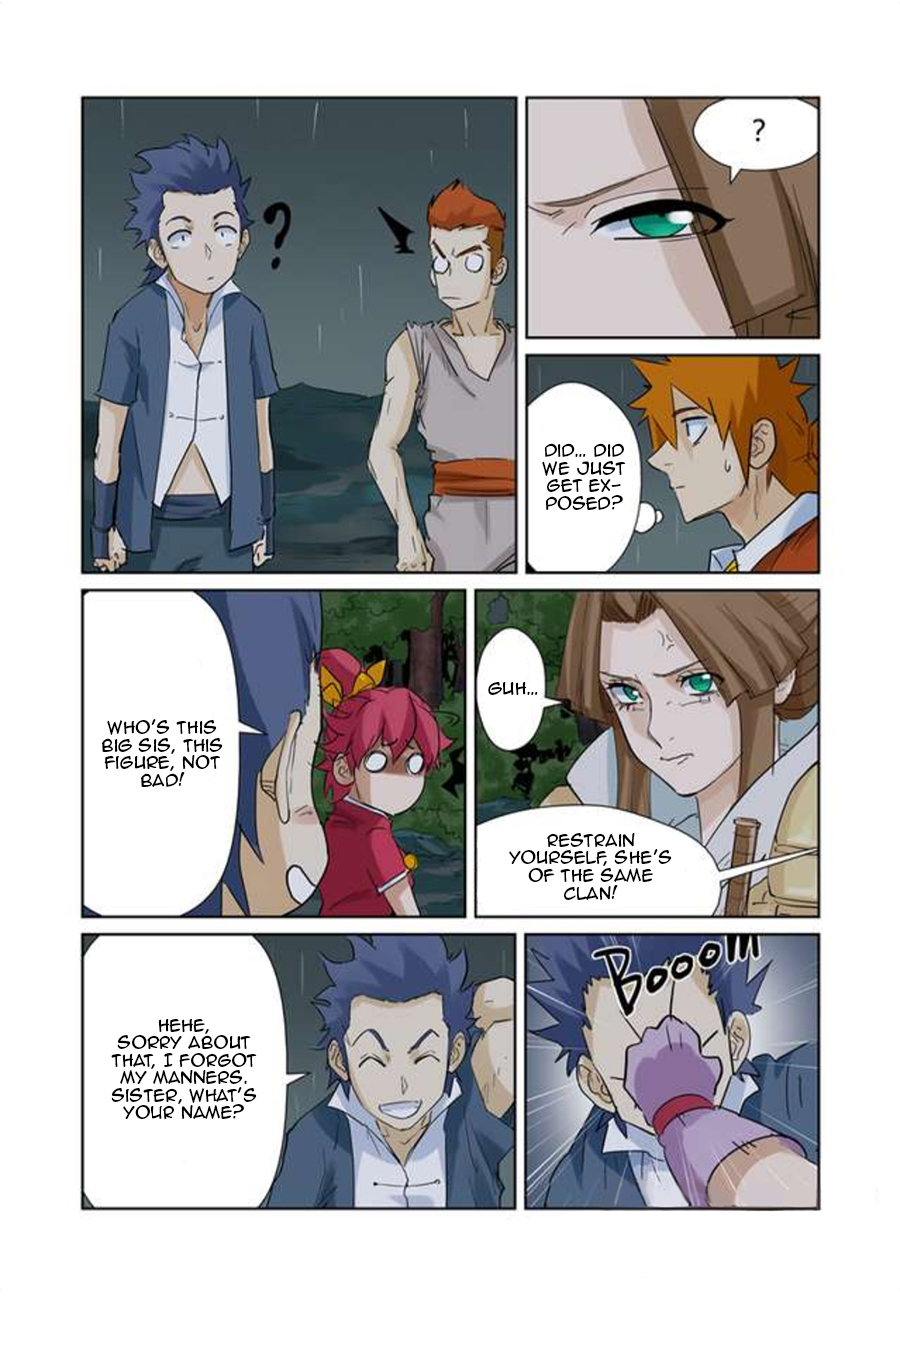 ?
?
DID... DID
WE JUST
GET EX-
POSED?
WHO'S THIS
BIG SIS, THIS
FIGURE, NOT
BAD!
GUH...
RESTRAIN
YOURSELF, SHE'S
OF THE SAME
CLAN!
HEHE,
SORRY ABOUT
THAT, I FORGOT
MY MANNERS.
SISTER, WHAT'S
YOUR NAME?
BOOOM